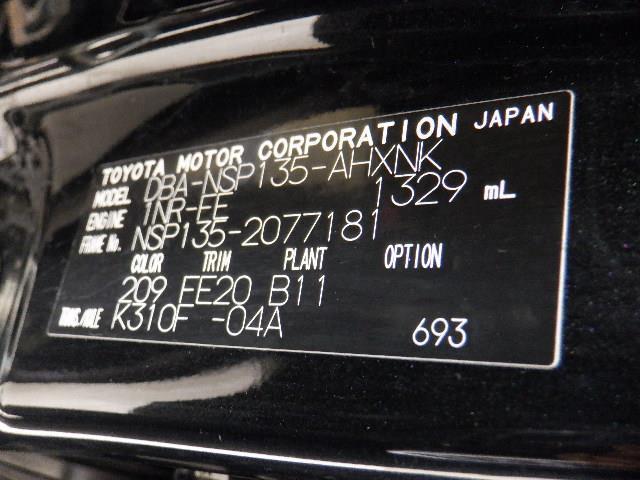 TOYOTA MOTOR CORPORATION JAPAN
MODEL DBA-NSP135-AHXNK
ENGINE 1NR-FE 1329 mL
FRAME No. NSP135-2077181
COLOR TRIM PLANT OPTION
209 EE20 B11
TRANS./AXLE K310F -04A
693